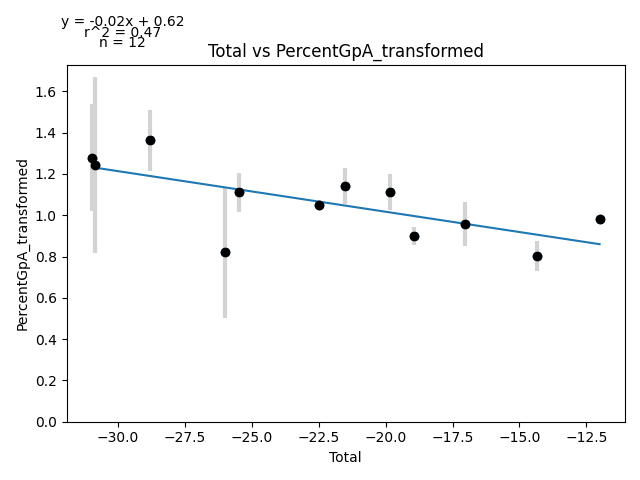 y = -0.02x + 0.62
r^2 = 0.47
n = 12
Total vs PercentGpA_transformed
1.6
1.4
1.2
1.0
0.8
0.6
0.4
0.2
0.0
PercentGpA_transformed
−30.0 −27.5 −25.0 −22.5 −20.0 −17.5 −15.0 −12.5
Total